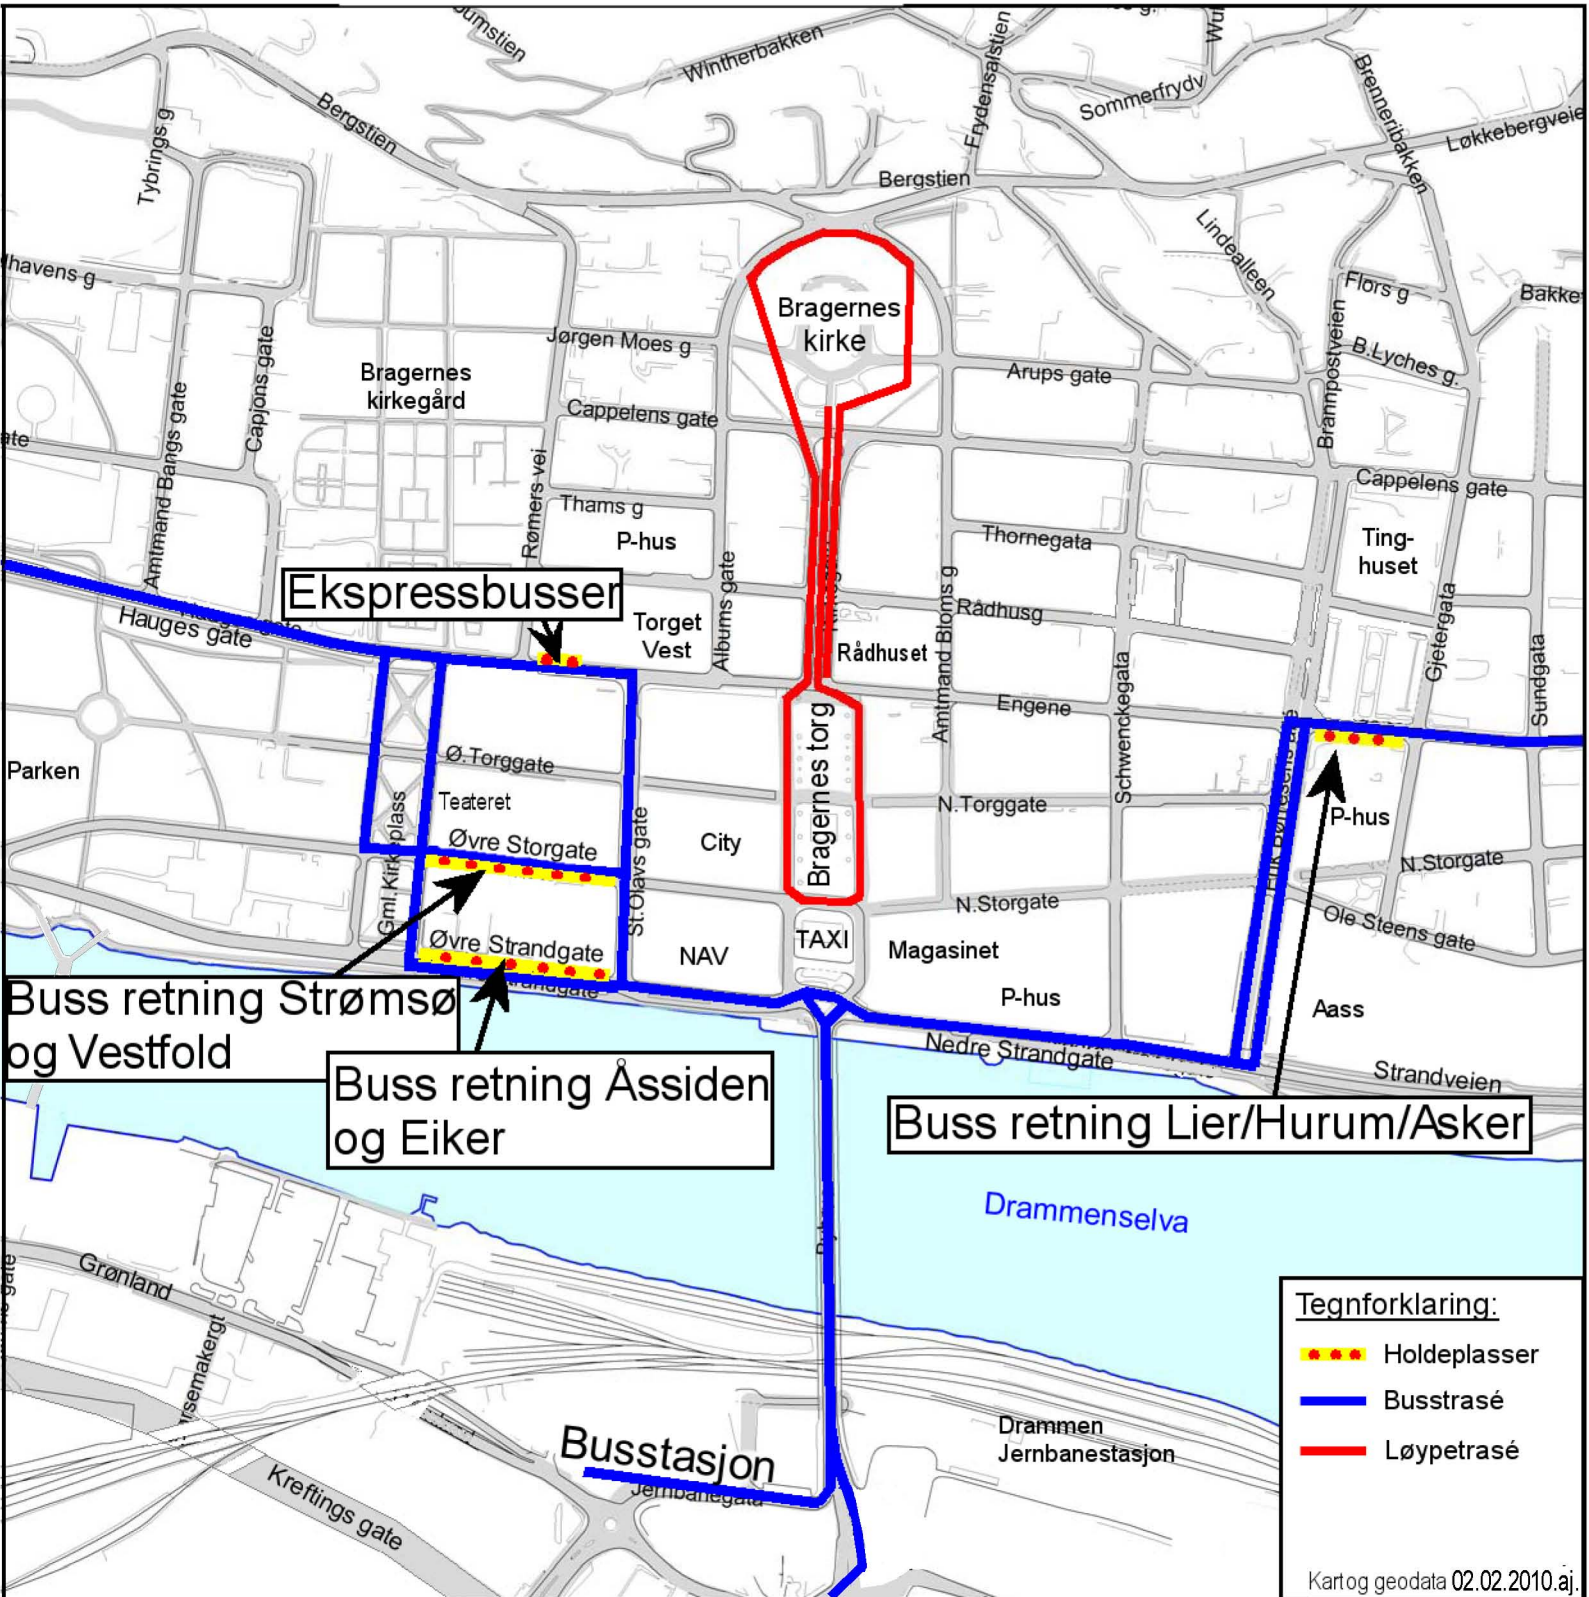 Wintherbakken
Frydensalstien
Sommerfrydv
Brenneribakken
Løkkebergveie
Bergstien
Tybrings g
Bergstien
Lindealleen
lhavens g
Flors g
Bakke
Bragernes
kirke
Jørgen Moes g
B.Lyches g.
Arups gate
Bragernes
kirkegård
Capjons gate
Amtmand Bangs gate
Cappelens gate
Brannpostveien
ate
Cappelens gate
Rømers vei
Thams g
P-hus
Thornegata
Ting-
huset
Ekspressbusser
Albums gate
Amtmand Bloms g
Rådhusg
Gjetergata
Sundgata
Hauges gate
Torget
Vest
Rådhuset
Schwenckegata
Engene
Bragernes torg
Ø.Torggate
Parken
Teateret
N.Torggate
P-hus
Gml.Kirkeplass
Øvre Storgate
St.Olavs gate
City
N.Storgate
N.Storgate
Ole Steens gate
Øvre Strandgate
NAV
TAXI
Magasinet
P-hus
Aass
Buss retning Strømsø
og Vestfold
Nedre Strandgate
Strandveien
Buss retning Åssiden
og Eiker
Buss retning Lier/Hurum/Asker
Drammenselva
Grønland
Tegnforklaring:
Holdeplasser
Busstrasé
Løypetrasé
Drammen
Jernbanestasjon
Busstasjon
Jernbanegata
Kreftings gate
Kart og geodata 02.02.2010.aj.